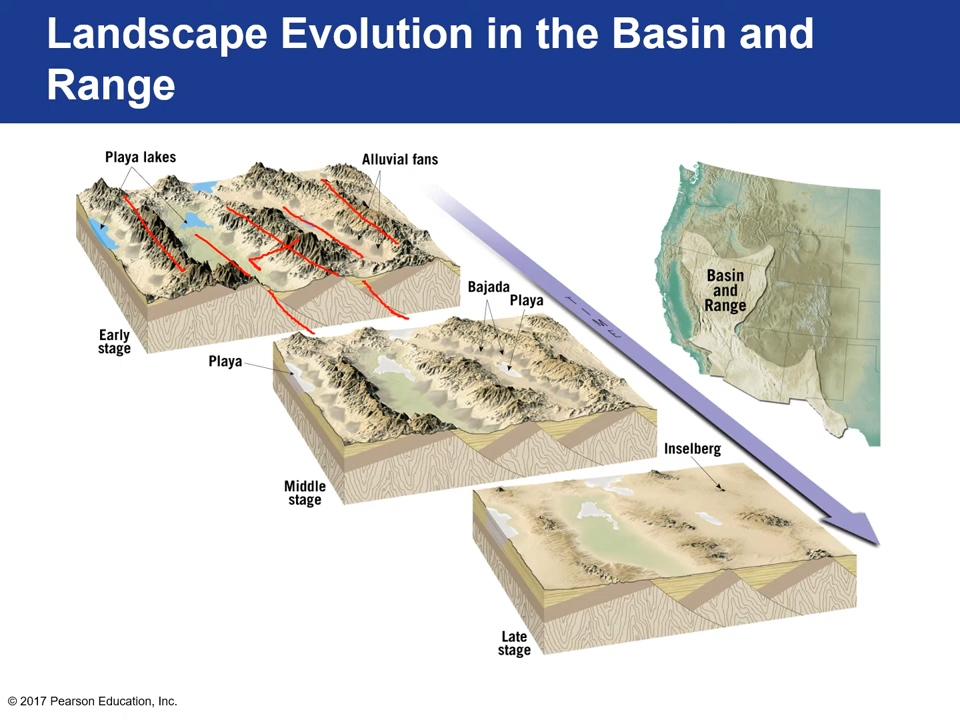 Landscape Evolution in the Basin and
Range
Playa lakes
Alluvial fans
Early
stage
Basin
and
Range
Bajada
Playa
TIME
Playa
Middle
stage
Inselberg
Late
stage
© 2017 Pearson Education, Inc.